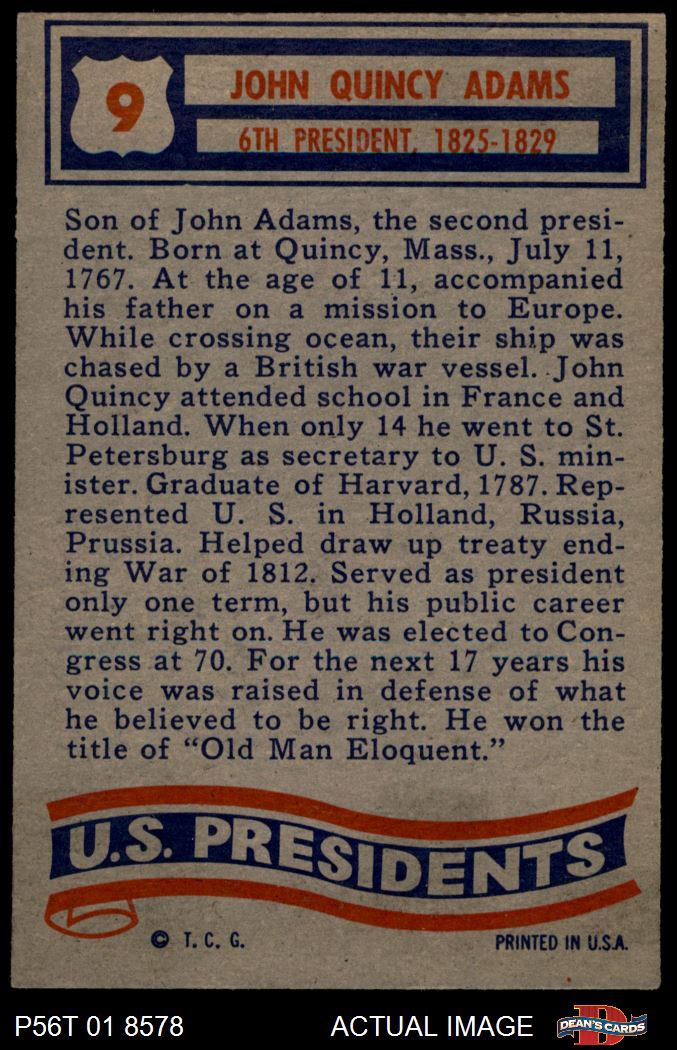 9
JOHN QUINCY ADAMS
6TH PRESIDENT, 1825-1829
Son of John Adams, the second presi-
dent. Born at Quincy, Mass., July 11,
1767. At the age of 11, accompanied
his father on a mission to Europe.
While crossing ocean, their ship was
chased by a British war vessel. John
Quincy attended school in France and
Holland. When only 14 he went to St.
Petersburg as secretary to U. S. min-
ister. Graduate of Harvard, 1787. Rep-
resented U. S. in Holland, Russia,
Prussia. Helped draw up treaty end-
ing War of 1812. Served as president
only one term, but his public career
went right on. He was elected to Con-
gress at 70. For the next 17 years his
voice was raised in defense of what
he believed to be right. He won the
title of “Old Man Eloquent.”
U.S. PRESIDENTS
© T. C. G. PRINTED IN U.S.A.
P56T 01 8578 ACTUAL IMAGE D DEAN'S CARDS